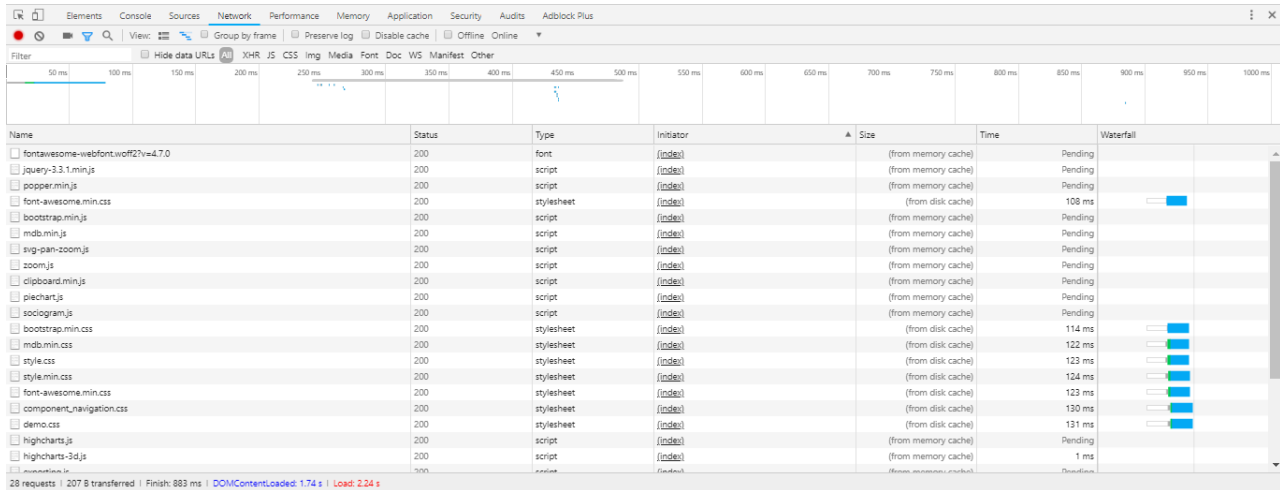 Elements Console Sources Network Performance Memory Application Security Audits Adblock Plus
View: Group by frame Preserve log Disable cache Offline Online
Filter Hide data URLs All XHR JS CSS Img Media Font Doc WS Manifest Other
50 ms 100 ms 150 ms 200 ms 250 ms 300 ms 350 ms 400 ms 450 ms 500 ms 550 ms 600 ms 650 ms 700 ms 750 ms 800 ms 850 ms 900 ms 950 ms 1000 ms
Name Status Type Initiator Size Time Waterfall
fontawesome-webfont.woff2?v=4.7.0 200 font (index) (from memory cache) Pending
jquery-3.3.1.min.js 200 script (index) (from memory cache) Pending
popper.min.js 200 script (index) (from memory cache) Pending
font-awesome.min.css 200 stylesheet (index) (from disk cache) 108 ms
bootstrap.min.js 200 script (index) (from memory cache) Pending
mdb.min.js 200 script (index) (from memory cache) Pending
svg-pan-zoom.js 200 script (index) (from memory cache) Pending
zoom.js 200 script (index) (from memory cache) Pending
clipboard.min.js 200 script (index) (from memory cache) Pending
piechart.js 200 script (index) (from memory cache) Pending
sociogram.js 200 script (index) (from memory cache) Pending
bootstrap.min.css 200 stylesheet (index) (from disk cache) 114 ms
mdb.min.css 200 stylesheet (index) (from disk cache) 122 ms
style.css 200 stylesheet (index) (from disk cache) 123 ms
style.min.css 200 stylesheet (index) (from disk cache) 124 ms
font-awesome.min.css 200 stylesheet (index) (from disk cache) 123 ms
component_navigation.css 200 stylesheet (index) (from disk cache) 130 ms
demo.css 200 stylesheet (index) (from disk cache) 131 ms
highcharts.js 200 script (index) (from memory cache) Pending
highcharts-3d.js 200 script (index) (from memory cache) 1 ms
exporting.js 200 script (index) (from memory cache) Pending
28 requests | 207 B transferred | Finish: 883 ms | DOMContentLoaded: 1.74 s | Load: 2.24 s